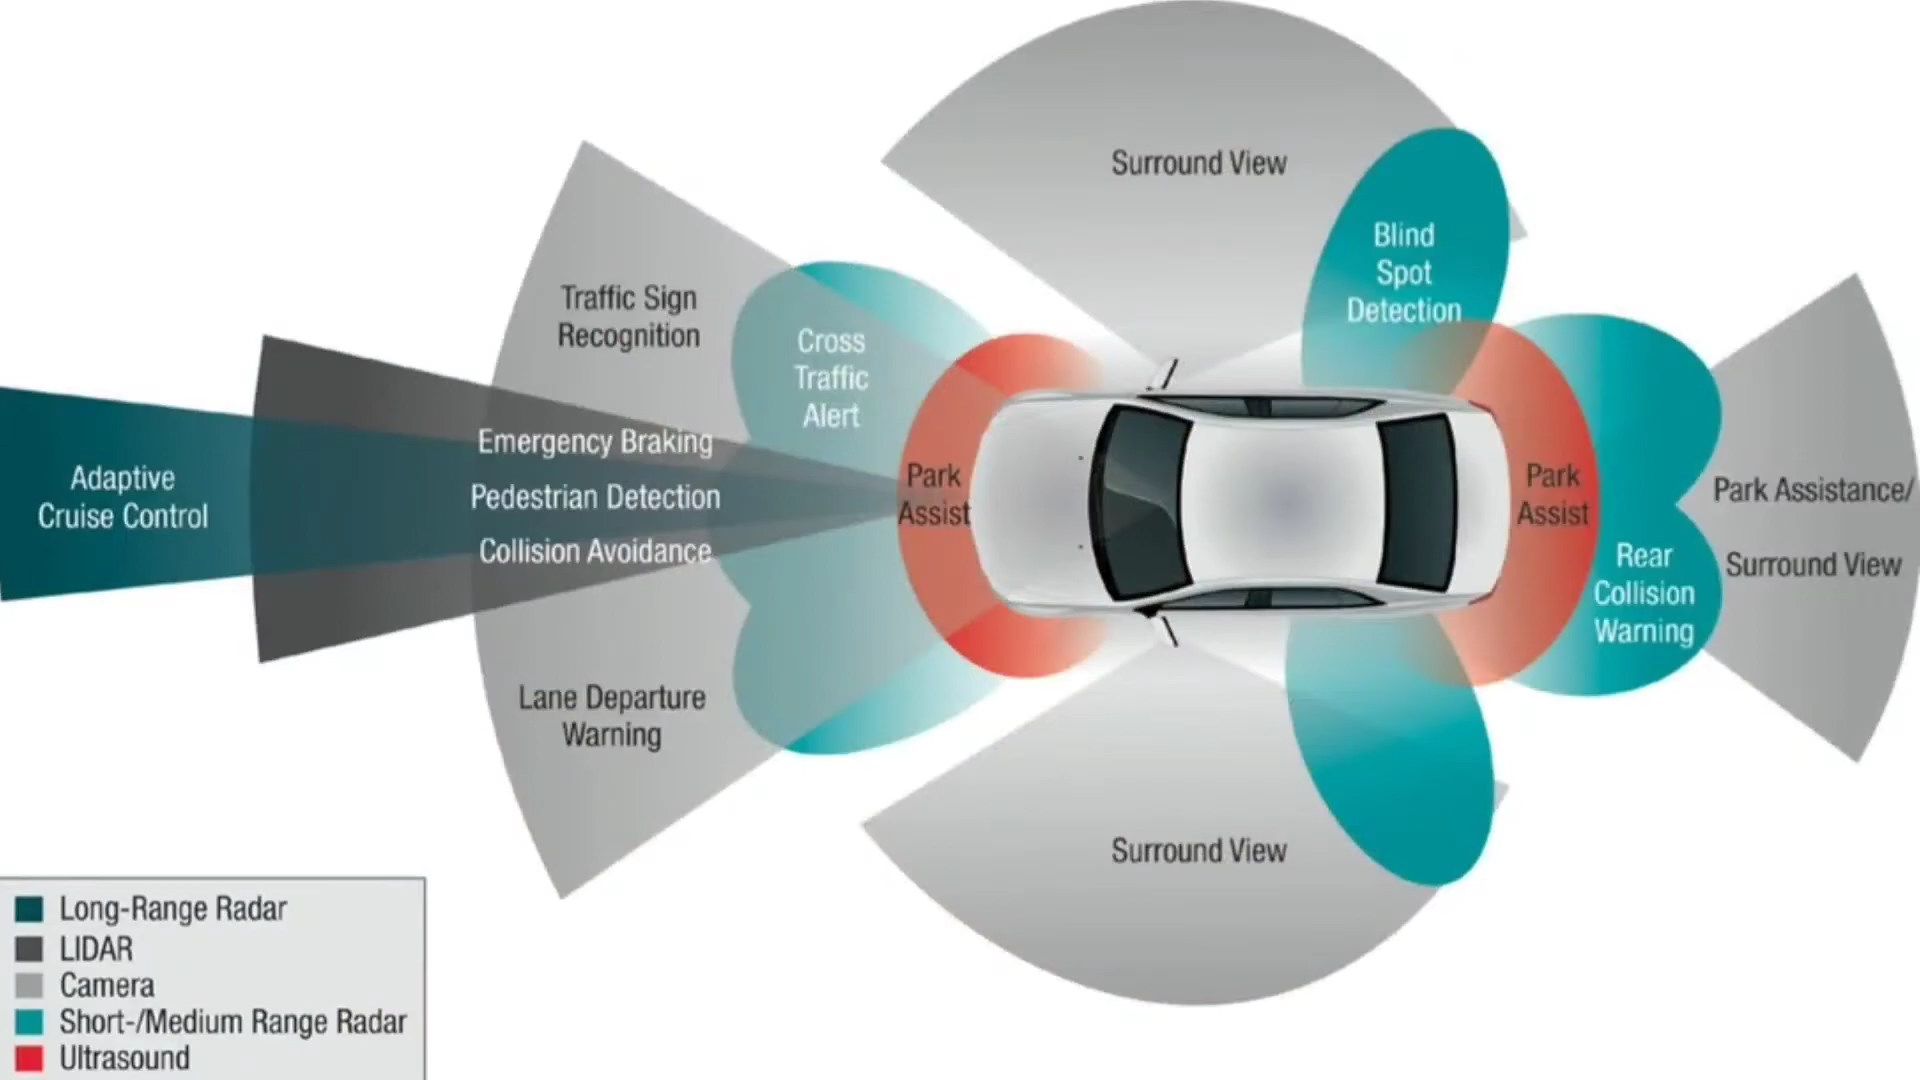 Surround View
Blind
Spot
Detection
Traffic Sign
Recognition
Cross
Traffic
Alert
Emergency Braking
Adaptive
Cruise Control
Pedestrian Detection
Park
Assist
Park
Assist
Park Assistance/
Surround View
Collision Avoidance
Rear
Collision
Warning
Lane Departure
Warning
Surround View
Long-Range Radar
LIDAR
Camera
Short-/Medium Range Radar
Ultrasound